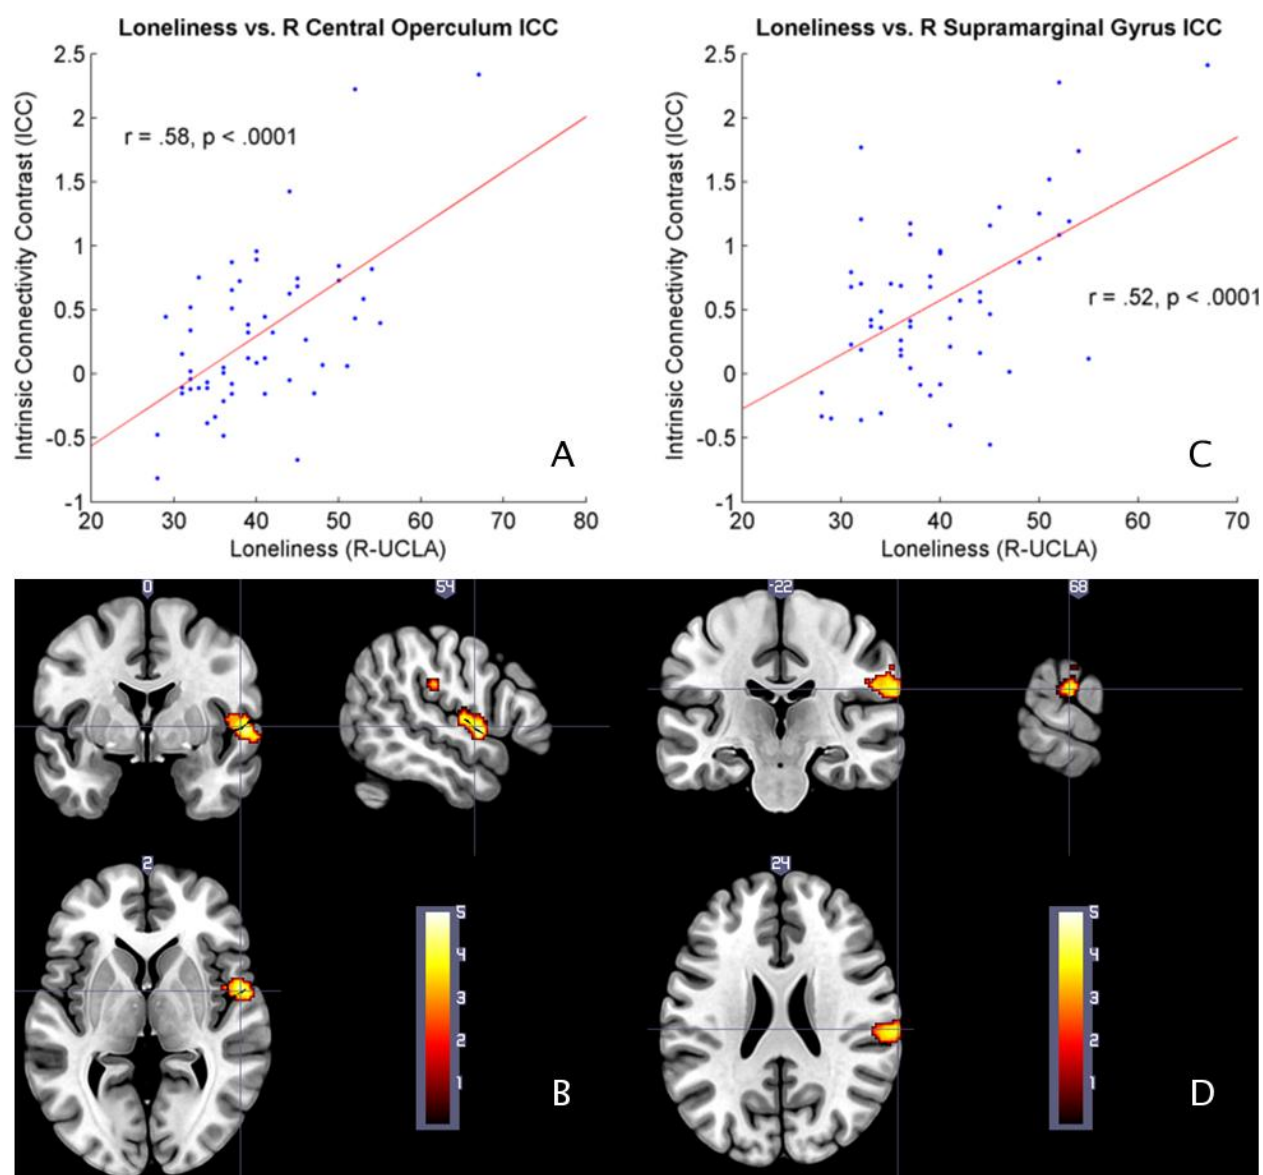 Loneliness vs. R Central Operculum ICC
2.5
2
1.5
1
0.5
0
-0.5
-1
Intrinsic Connectivity Contrast (ICC)
r = .58, p < .0001
A
20 30 40 50 60 70 80
Loneliness (R-UCLA)
Loneliness vs. R Supramarginal Gyrus ICC
2.5
2
1.5
1
0.5
0
-0.5
-1
Intrinsic Connectivity Contrast (ICC)
r = .52, p < .0001
C
20 30 40 50 60 70
Loneliness (R-UCLA)
0 54
2
5
4
3
2
1
B
-22 68
24
5
4
3
2
1
D